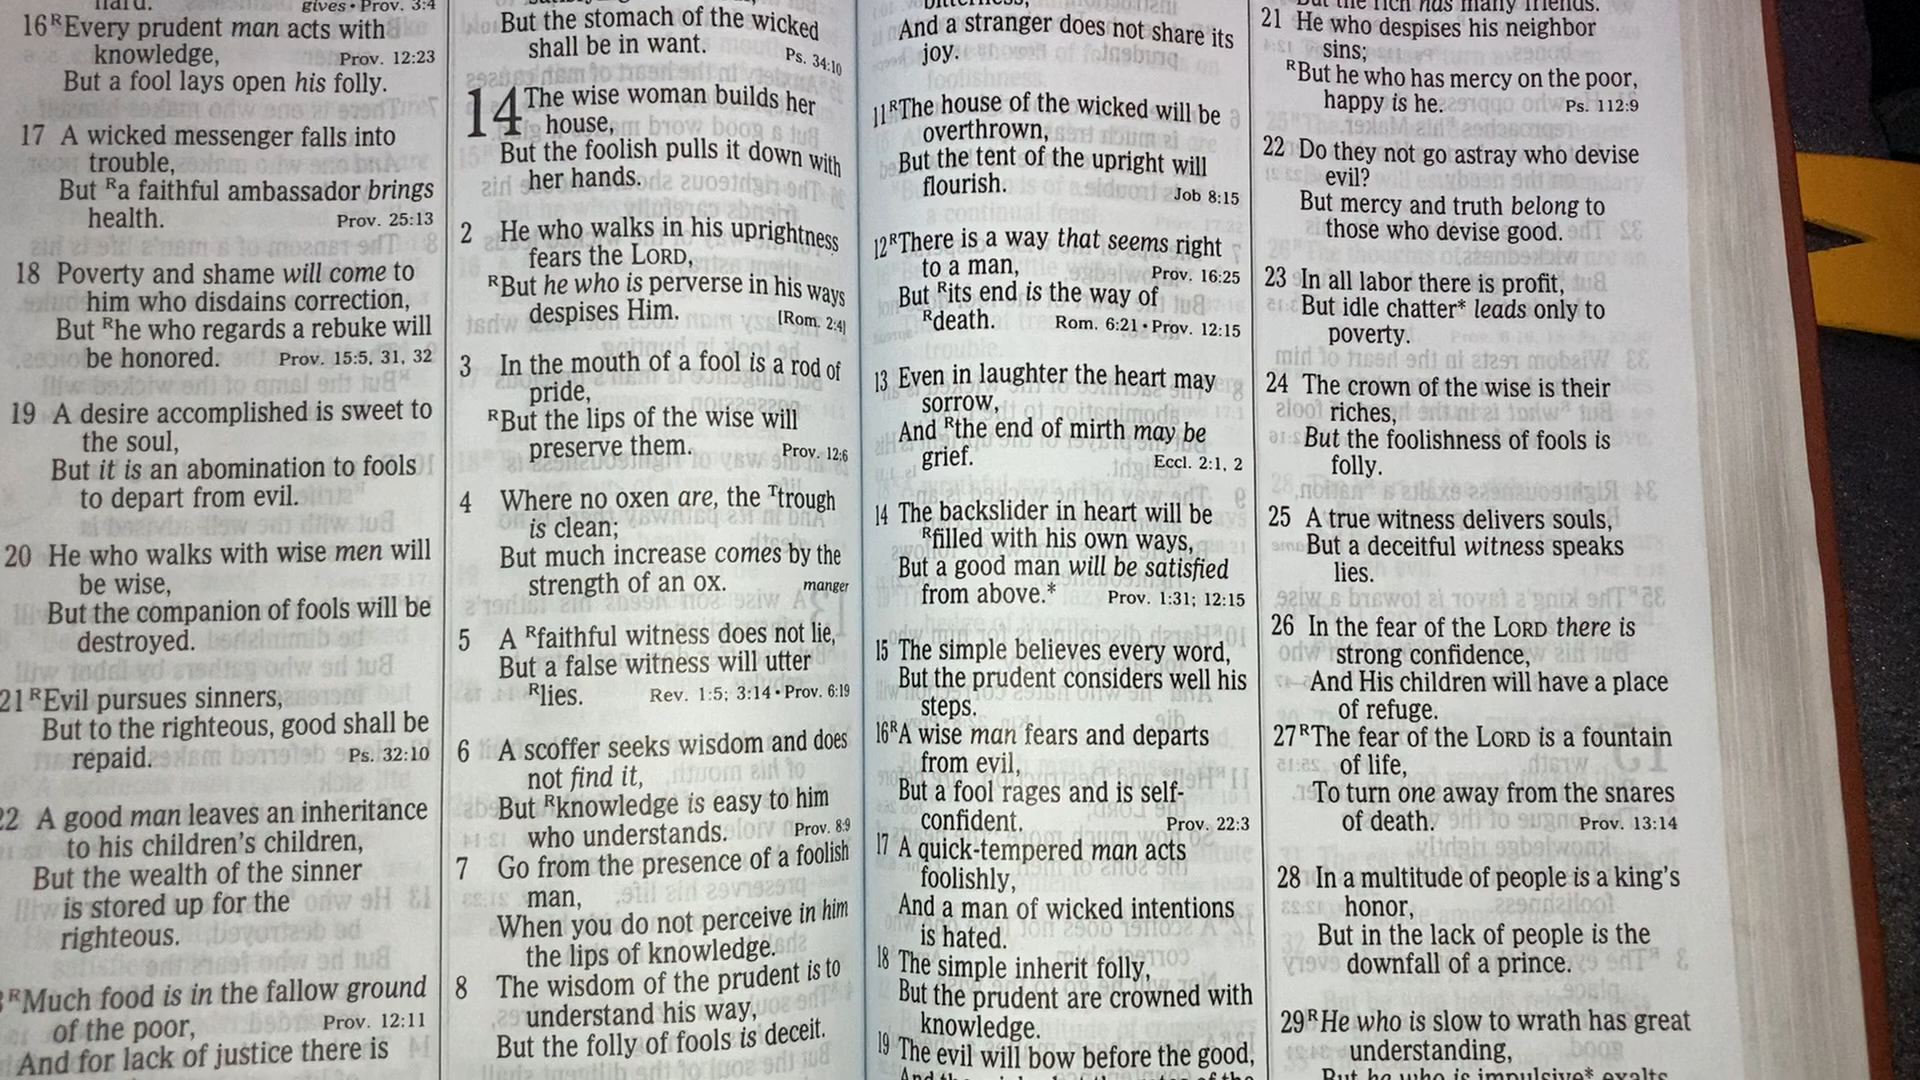 hard. gives • Prov. 3:4
16 REvery prudent man acts with
knowledge, Prov. 12:23
But a fool lays open his folly.
17 A wicked messenger falls into
trouble,
But Ra faithful ambassador brings
health. Prov. 25:13
18 Poverty and shame will come to
him who disdains correction,
But Rhe who regards a rebuke will
be honored. Prov. 15:5, 31, 32
19 A desire accomplished is sweet to
the soul,
But it is an abomination to fools
to depart from evil.
20 He who walks with wise men will
be wise,
But the companion of fools will be
destroyed.
21 REvil pursues sinners,
But to the righteous, good shall be
repaid. Ps. 32:10
22 A good man leaves an inheritance
to his children's children,
But the wealth of the sinner
is stored up for the
righteous.
RMuch food is in the fallow ground
of the poor, Prov. 12:11
And for lack of justice there is
But the stomach of the wicked
shall be in want. Ps. 34:10
14 The wise woman builds her
house,
But the foolish pulls it down with
her hands.
2 He who walks in his uprightness
fears the LORD,
RBut he who is perverse in his ways
despises Him. [Rom. 2:4]
3 In the mouth of a fool is a rod of
pride,
RBut the lips of the wise will
preserve them. Prov. 12:6
4 Where no oxen are, the Ttrough
is clean;
But much increase comes by the
strength of an ox. manger
5 A Rfaithful witness does not lie,
But a false witness will utter
Rlies. Rev. 1:5; 3:14 • Prov. 6:19
6 A scoffer seeks wisdom and does
not find it,
But Rknowledge is easy to him
who understands. Prov. 8:9
7 Go from the presence of a foolish
man,
When you do not perceive in him
the lips of knowledge.
8 The wisdom of the prudent is to
understand his way,
But the folly of fools is deceit.
bitterness,
And a stranger does not share its
joy.
11 RThe house of the wicked will be
overthrown,
But the tent of the upright will
flourish. Job 8:15
12 RThere is a way that seems right
to a man, Prov. 16:25
But Rits end is the way of
Rdeath. Rom. 6:21 • Prov. 12:15
13 Even in laughter the heart may
sorrow,
And Rthe end of mirth may be
grief. Eccl. 2:1, 2
14 The backslider in heart will be
Rfilled with his own ways,
But a good man will be satisfied
from above.* Prov. 1:31; 12:15
15 The simple believes every word,
But the prudent considers well his
steps.
16 RA wise man fears and departs
from evil,
But a fool rages and is self-
confident. Prov. 22:3
17 A quick-tempered man acts
foolishly,
And a man of wicked intentions
is hated.
18 The simple inherit folly,
But the prudent are crowned with
knowledge.
19 The evil will bow before the good,
But the rich has many friends.
21 He who despises his neighbor
sins;
RBut he who has mercy on the poor,
happy is he. Ps. 112:9
22 Do they not go astray who devise
evil?
But mercy and truth belong to
those who devise good.
23 In all labor there is profit,
But idle chatter* leads only to
poverty.
24 The crown of the wise is their
riches,
But the foolishness of fools is
folly.
25 A true witness delivers souls,
But a deceitful witness speaks
lies.
26 In the fear of the LORD there is
strong confidence,
And His children will have a place
of refuge.
27 RThe fear of the LORD is a fountain
of life,
To turn one away from the snares
of death. Prov. 13:14
28 In a multitude of people is a king's
honor,
But in the lack of people is the
downfall of a prince.
29 RHe who is slow to wrath has great
understanding,
But he who is impulsive* exalts